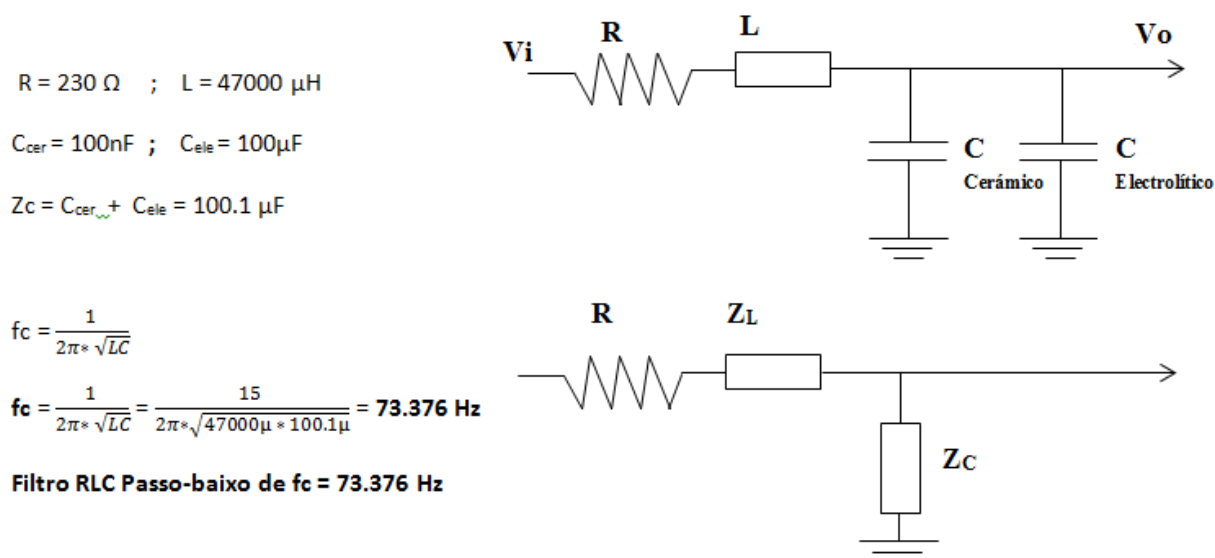 R = 230 Ω ; L = 47000 μH
Ccer = 100nF ; Cele = 100μF
Zc = Ccer + Cele = 100.1 μF
fc = 1 / 2π* √LC
fc = 1 / 2π* √LC = 15 / 2π*√47000μ * 100.1μ = 73.376 Hz
Filtro RLC Passo-baixo de fc = 73.376 Hz
Vi R L Vo
C Cerámico
C Electrolítico
R ZL
ZC